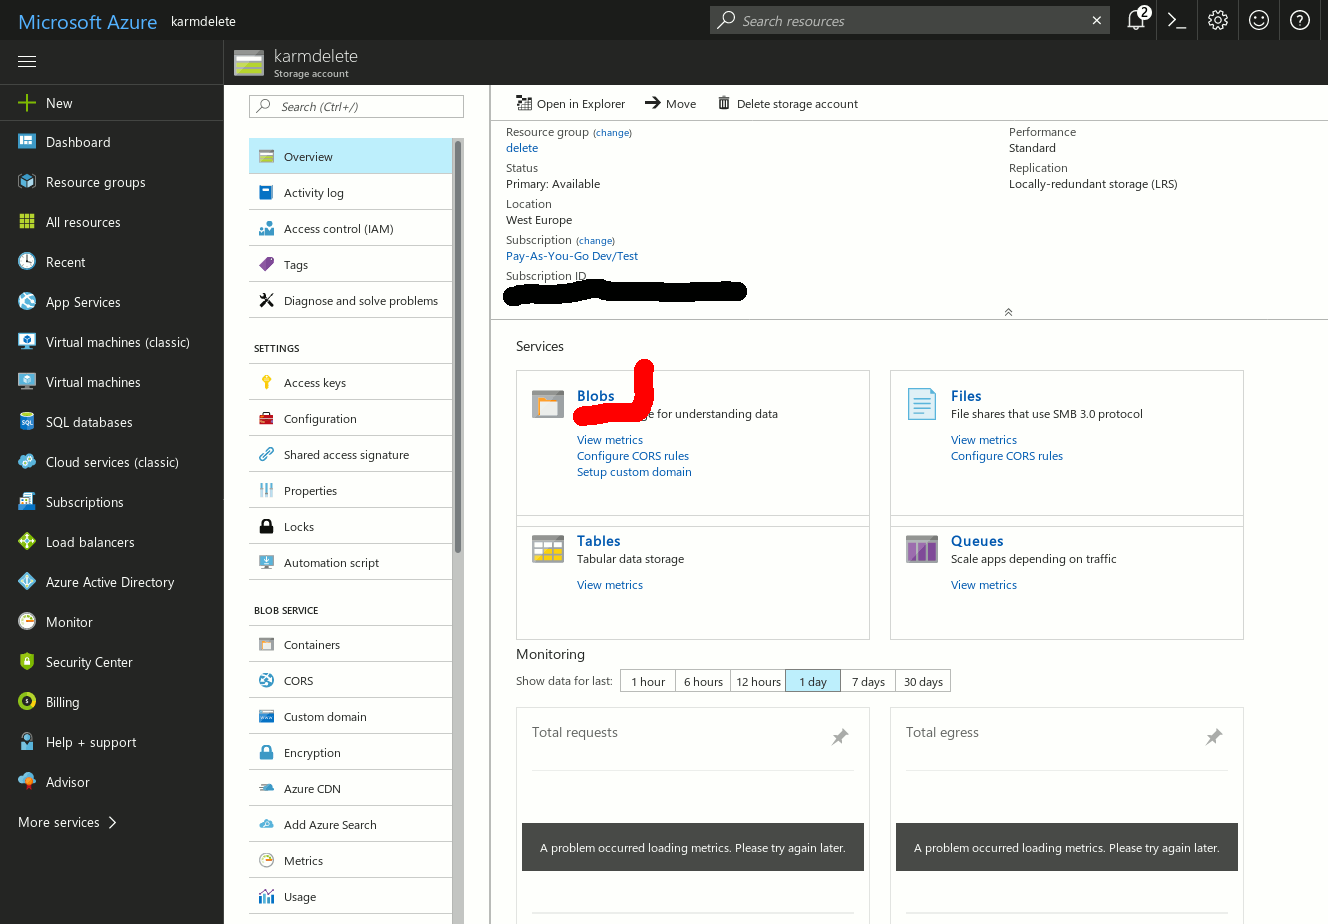 Microsoft Azure karmdelete
Search resources
2
karmdelete
Storage account
New
Dashboard
Resource groups
All resources
Recent
App Services
Virtual machines (classic)
Virtual machines
SQL databases
Cloud services (classic)
Subscriptions
Load balancers
Azure Active Directory
Monitor
Security Center
Billing
Help + support
Advisor
More services
Search (Ctrl+/)
Overview
Activity log
Access control (IAM)
Tags
Diagnose and solve problems
SETTINGS
Access keys
Configuration
Shared access signature
Properties
Locks
Automation script
BLOB SERVICE
Containers
CORS
Custom domain
Encryption
Azure CDN
Add Azure Search
Metrics
Usage
Open in Explorer Move Delete storage account
Resource group (change)
delete
Status
Primary: Available
Location
West Europe
Subscription (change)
Pay-As-You-Go Dev/Test
Subscription ID
Performance
Standard
Replication
Locally-redundant storage (LRS)
Services
Blobs
for understanding data
View metrics
Configure CORS rules
Setup custom domain
Files
File shares that use SMB 3.0 protocol
View metrics
Configure CORS rules
Tables
Tabular data storage
View metrics
Queues
Scale apps depending on traffic
View metrics
Monitoring
Show data for last: 1 hour 6 hours 12 hours 1 day 7 days 30 days
Total requests
A problem occurred loading metrics. Please try again later.
Total egress
A problem occurred loading metrics. Please try again later.